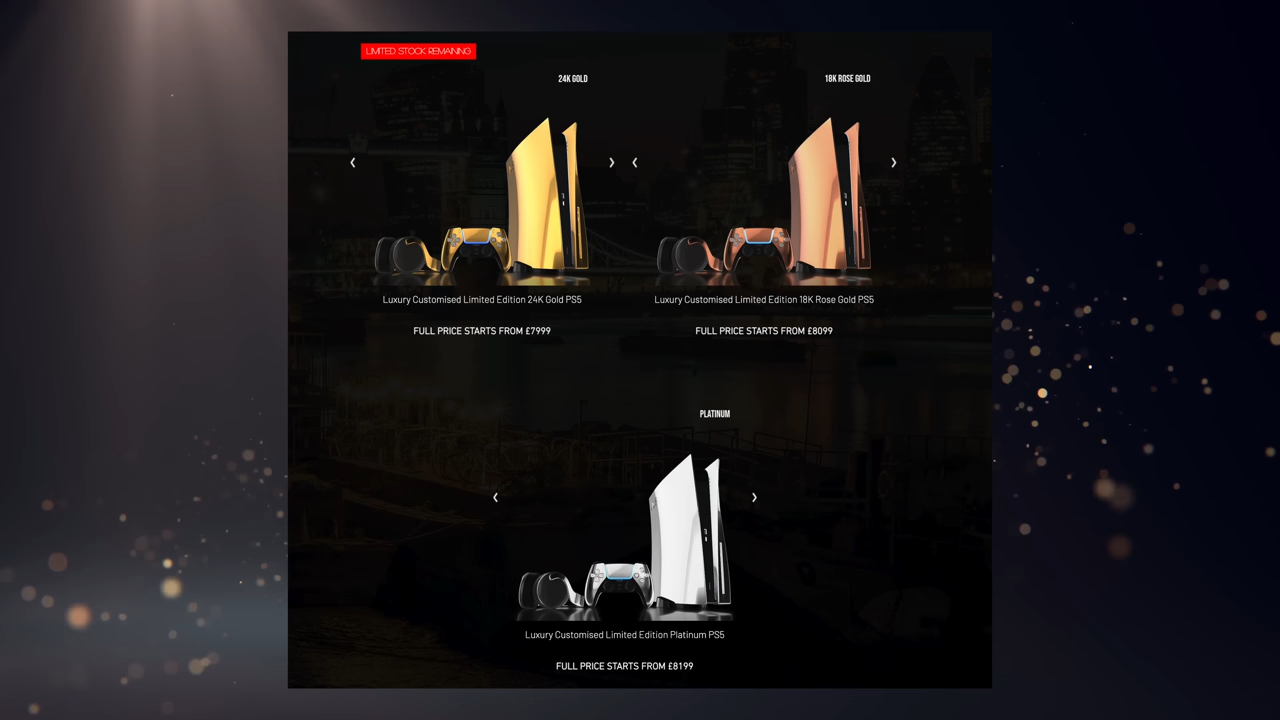 LIMITED STOCK REMAINING
24K GOLD
18K ROSE GOLD
Luxury Customised Limited Edition 24K Gold PS5
Luxury Customised Limited Edition 18K Rose Gold PS5
FULL PRICE STARTS FROM £7999
FULL PRICE STARTS FROM £8099
PLATINUM
Luxury Customised Limited Edition Platinum PS5
FULL PRICE STARTS FROM £8199